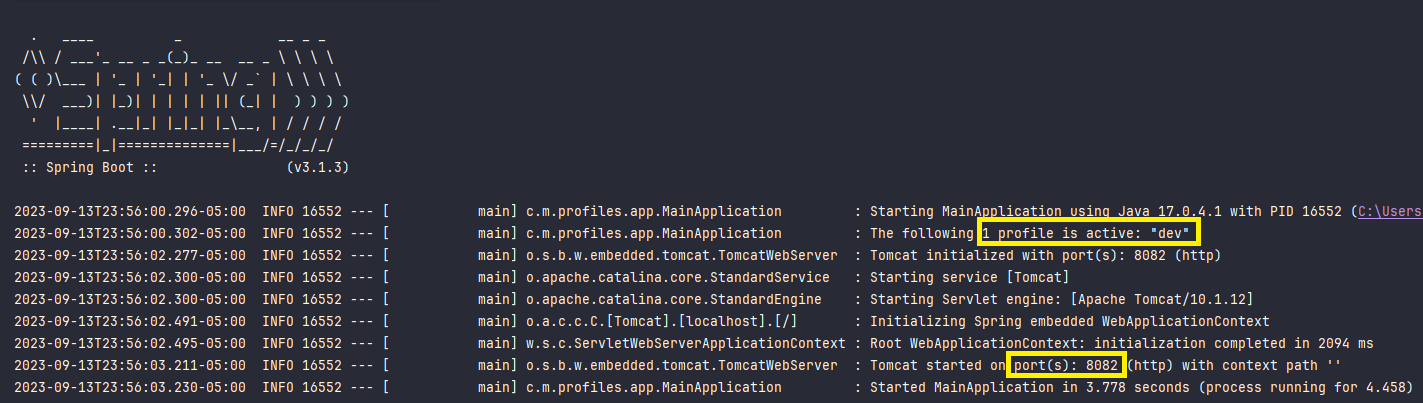 .   ____          _            __ _ _
 /\\ / ___'_ __ _ _(_)_ __  __ _ \ \ \ \
( ( )\___ | '_ | '_| | '_ \/ _` | \ \ \ \
 \\/  ___)| |_)| | | | | || (_| |  ) ) ) )
  '  |____| .__|_| |_|_| |_\__, | / / / /
 =========|_|==============|___/=/_/_/_/
 :: Spring Boot ::                (v3.1.3)
2023-09-13T23:56:00.296-05:00  INFO 16552 --- [           main] c.m.profiles.app.MainApplication         : Starting MainApplication using Java 17.0.4.1 with PID 16552 (C:\Users
2023-09-13T23:56:00.302-05:00  INFO 16552 --- [           main] c.m.profiles.app.MainApplication         : The following 1 profile is active: "dev"
2023-09-13T23:56:02.277-05:00  INFO 16552 --- [           main] o.s.b.w.embedded.tomcat.TomcatWebServer  : Tomcat initialized with port(s): 8082 (http)
2023-09-13T23:56:02.300-05:00  INFO 16552 --- [           main] o.apache.catalina.core.StandardService   : Starting service [Tomcat]
2023-09-13T23:56:02.300-05:00  INFO 16552 --- [           main] o.apache.catalina.core.StandardEngine    : Starting Servlet engine: [Apache Tomcat/10.1.12]
2023-09-13T23:56:02.491-05:00  INFO 16552 --- [           main] o.a.c.c.C.[Tomcat].[localhost].[/]       : Initializing Spring embedded WebApplicationContext
2023-09-13T23:56:02.495-05:00  INFO 16552 --- [           main] w.s.c.ServletWebServerApplicationContext : Root WebApplicationContext: initialization completed in 2094 ms
2023-09-13T23:56:03.211-05:00  INFO 16552 --- [           main] o.s.b.w.embedded.tomcat.TomcatWebServer  : Tomcat started on port(s): 8082 (http) with context path ''
2023-09-13T23:56:03.230-05:00  INFO 16552 --- [           main] c.m.profiles.app.MainApplication         : Started MainApplication in 3.778 seconds (process running for 4.458)